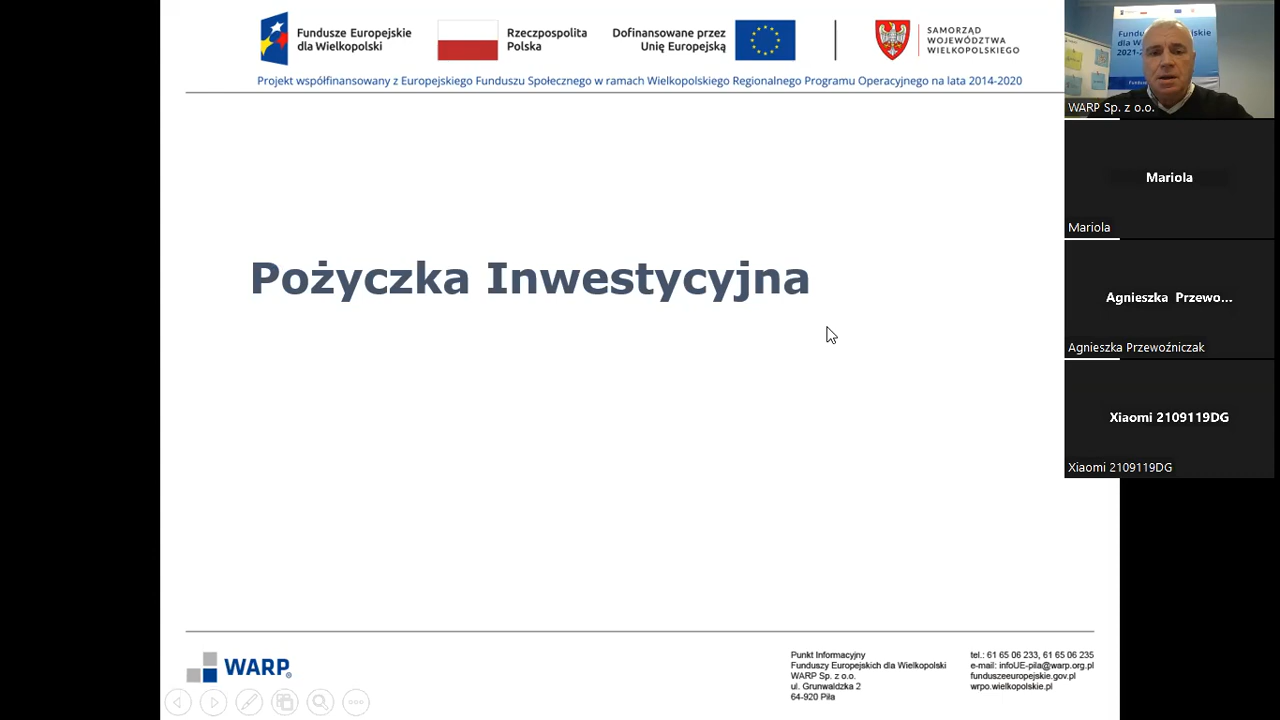 Fundusze Europejskie
dla Wielkopolski
Rzeczpospolita
Polska
Dofinansowane przez
Unię Europejską
SAMORZĄD
WOJEWÓDZTWA
WIELKOPOLSKIEGO
Projekt współfinansowany z Europejskiego Funduszu Społecznego w ramach Wielkopolskiego Regionalnego Programu Operacyjnego na lata 2014-2020
WARP Sp. z o.o.
Mariola
Mariola
Agnieszka Przewo...
Agnieszka Przewoźniczak
Xiaomi 2109119DG
Xiaomi 2109119DG
Pożyczka Inwestycyjna
WARP
Punkt Informacyjny
Funduszy Europejskich dla Wielkopolski
WARP Sp. z o.o.
ul. Grunwaldzka 2
64-920 Piła
tel.: 61 65 06 233, 61 65 06 235
e-mail: infoUE-pila@warp.org.pl
funduszeeuropejskie.gov.pl
wrpo.wielkopolskie.pl